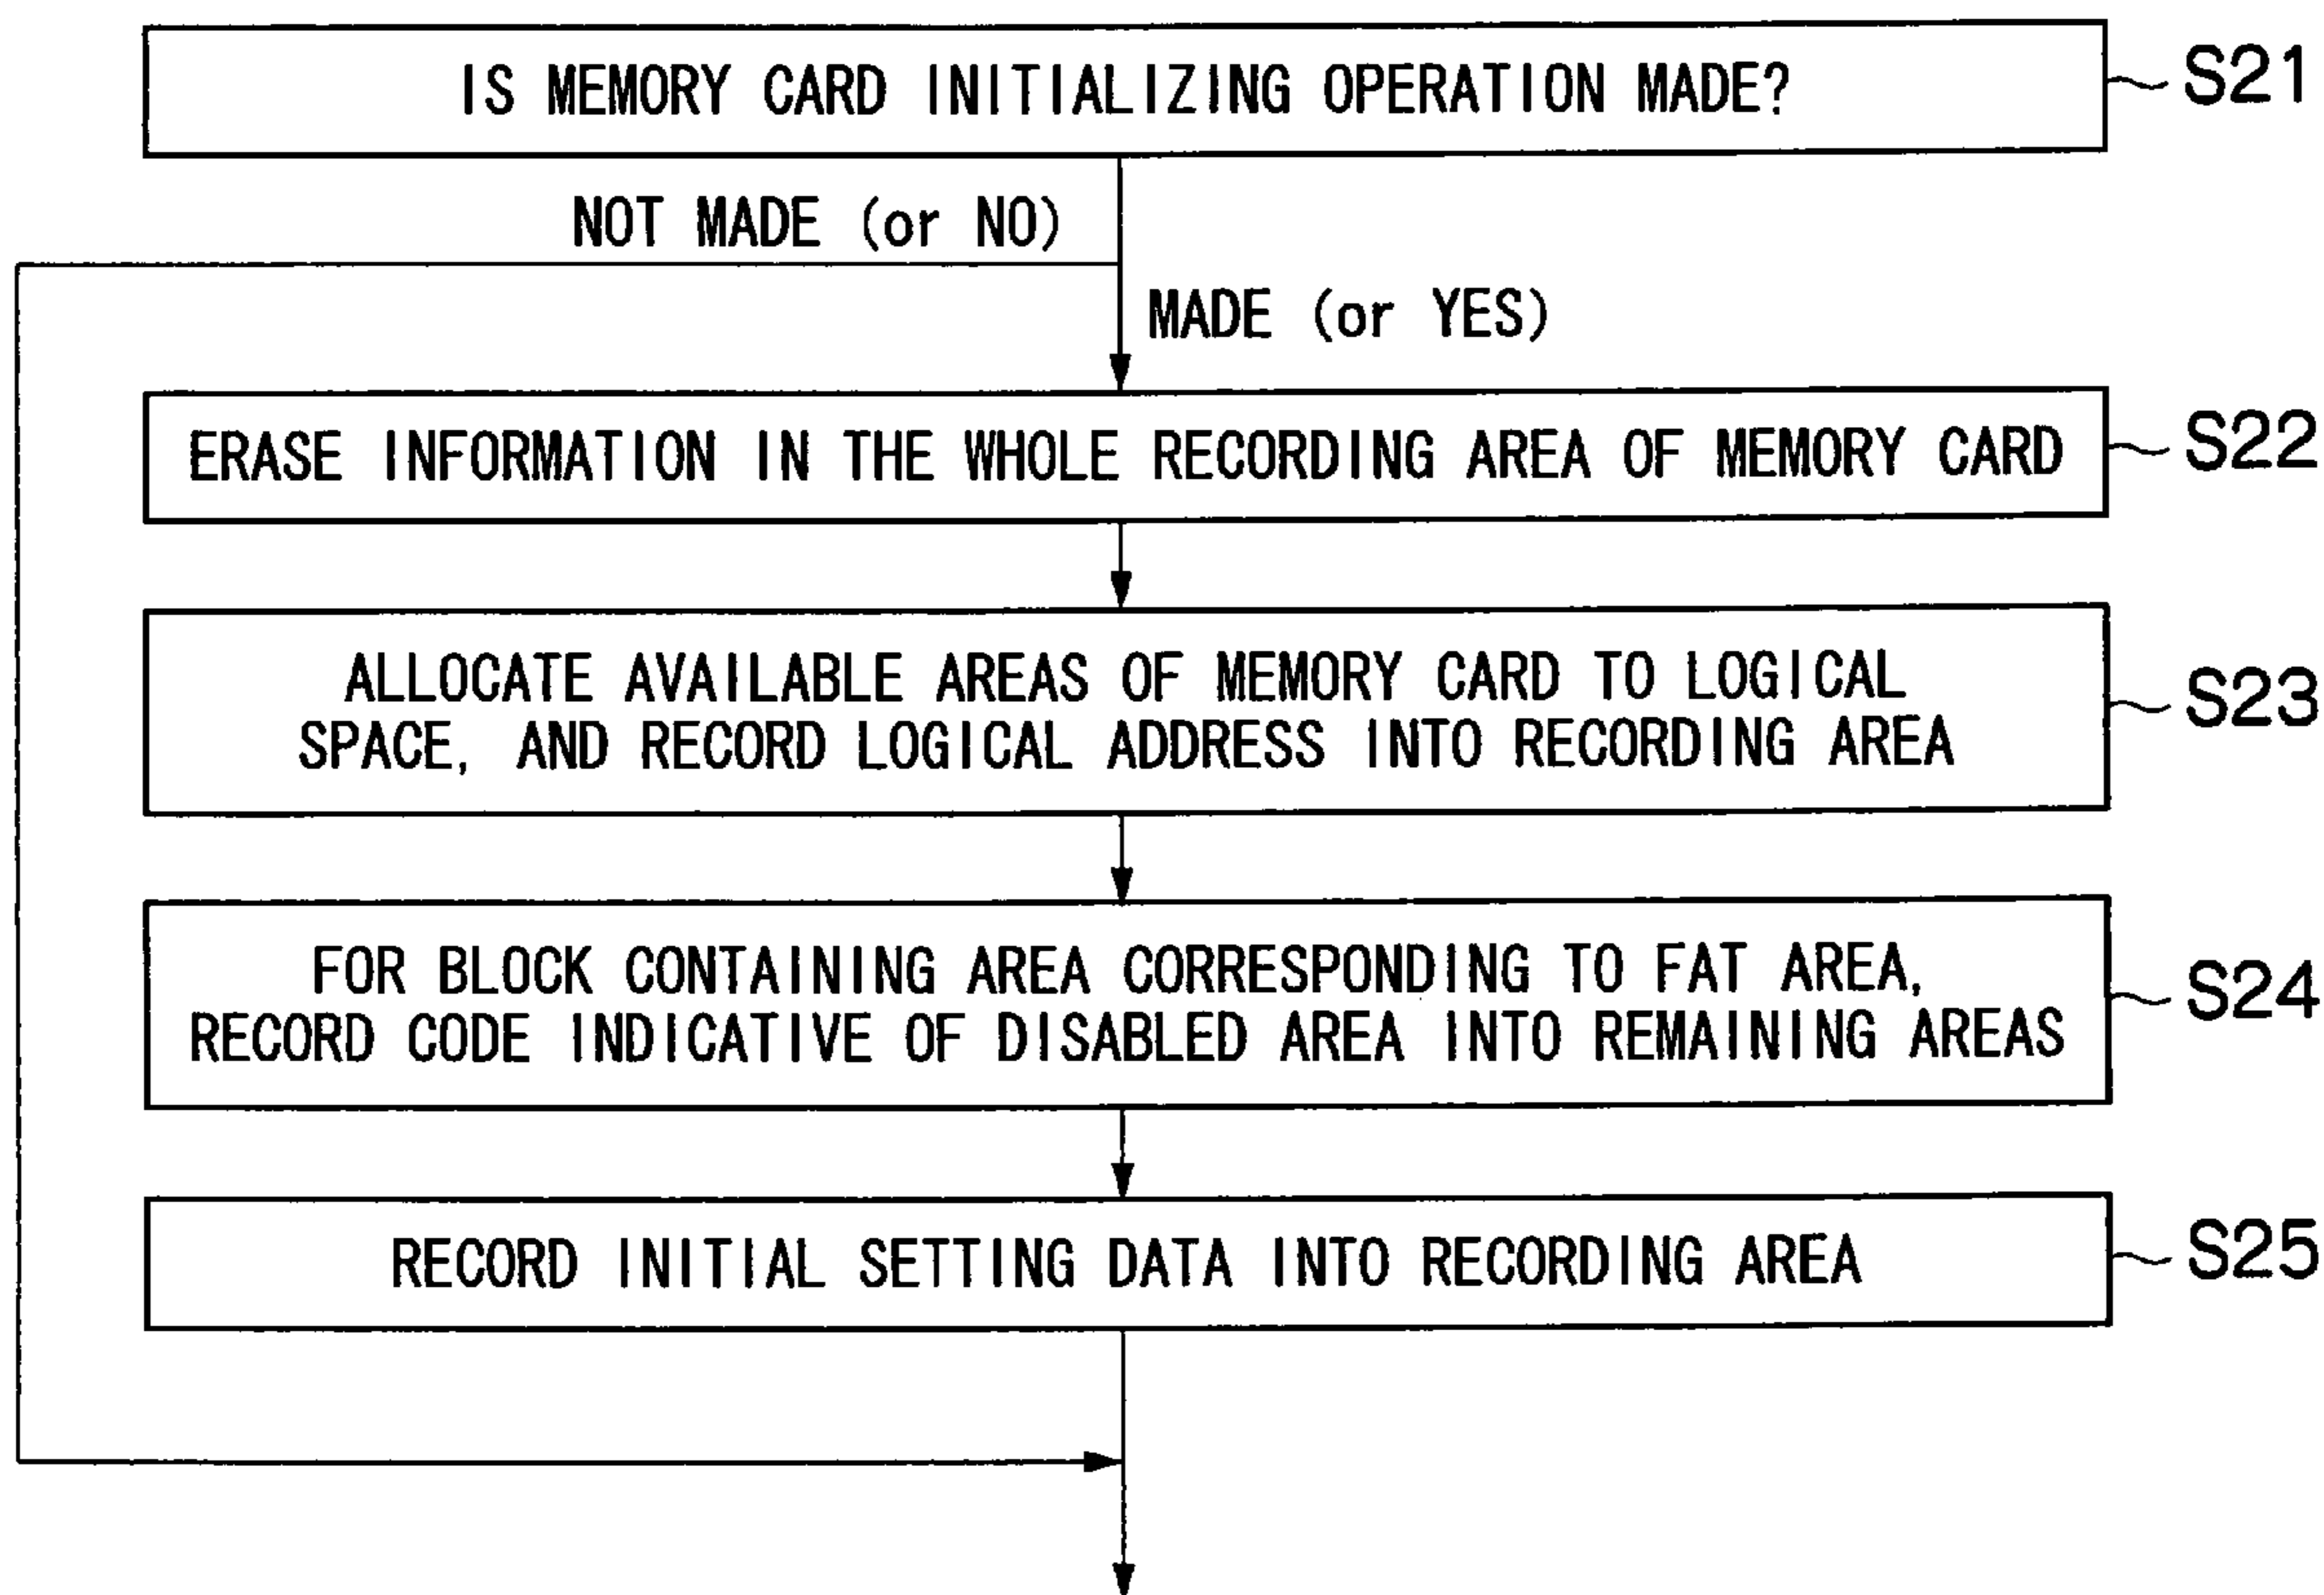 IS MEMORY CARD INITIALIZING OPERATION MADE?
S21
NOT MADE (or NO)
MADE (or YES)
ERASE INFORMATION IN THE WHOLE RECORDING AREA OF MEMORY CARD
S22
ALLOCATE AVAILABLE AREAS OF MEMORY CARD TO LOGICAL
SPACE, AND RECORD LOGICAL ADDRESS INTO RECORDING AREA
S23
FOR BLOCK CONTAINING AREA CORRESPONDING TO FAT AREA,
RECORD CODE INDICATIVE OF DISABLED AREA INTO REMAINING AREAS
S24
RECORD INITIAL SETTING DATA INTO RECORDING AREA
S25